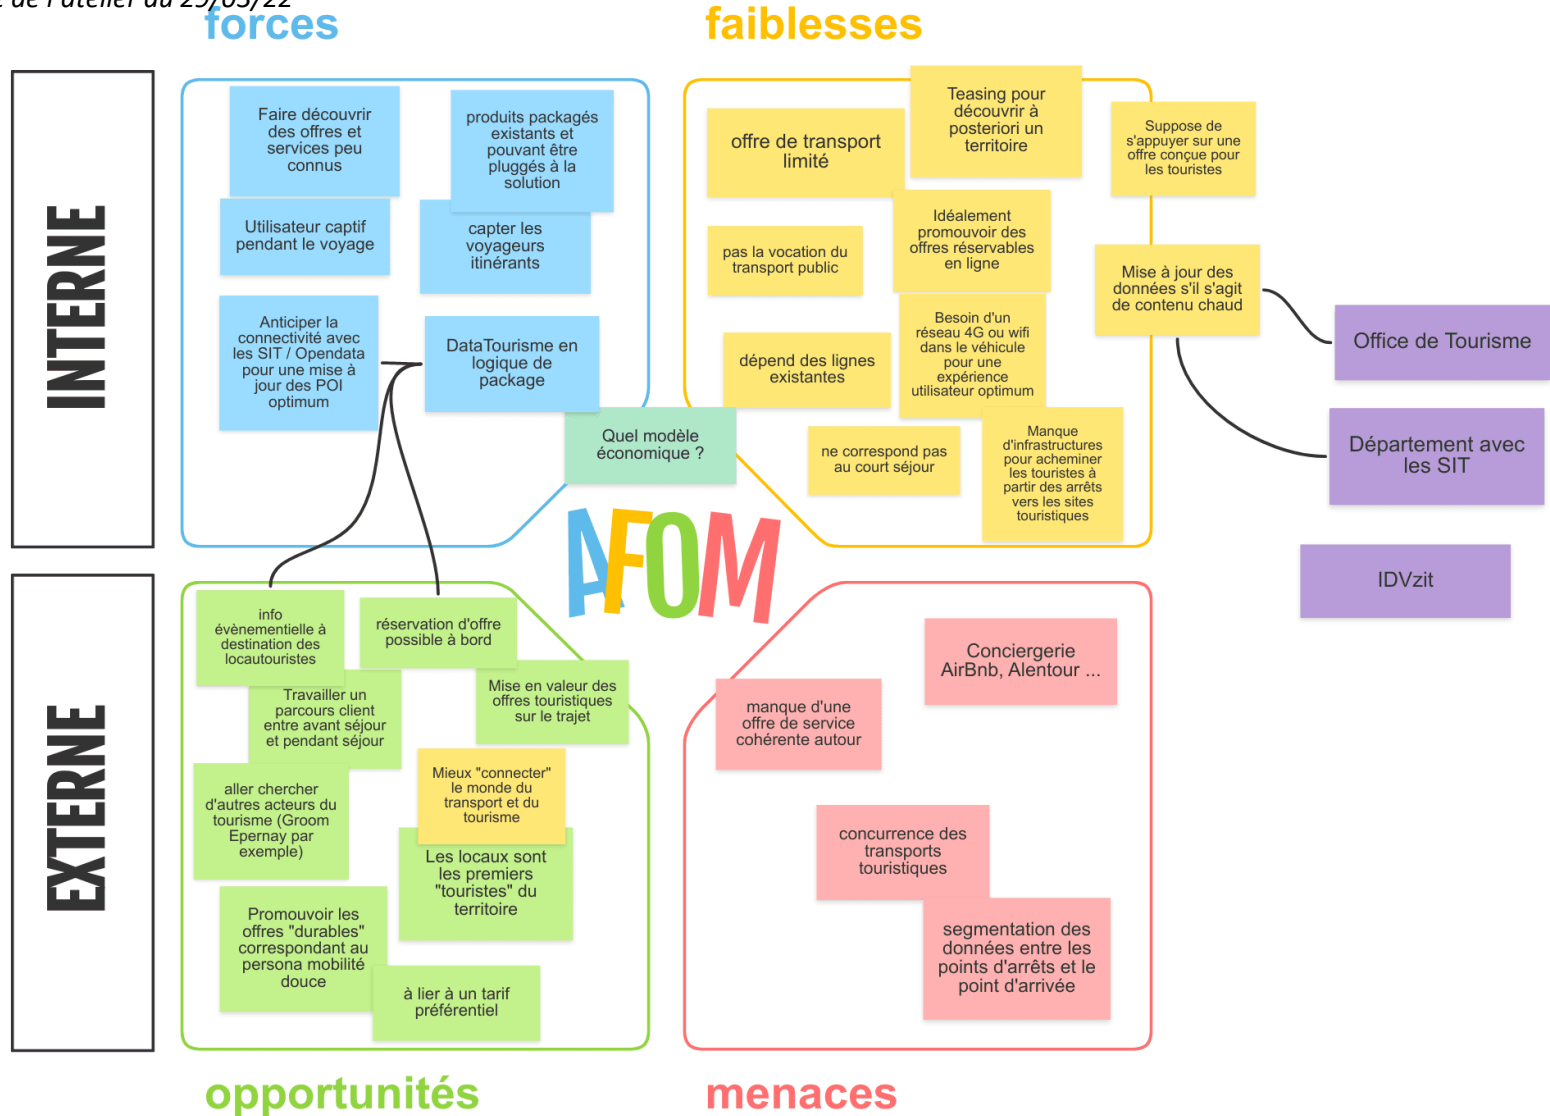 de l'atelier du 29/03/22
forces
faiblesses
INTERNE
Faire découvrir
des offres et
services peu
connus
produits packagés
existants et
pouvant être
pluggés à la
solution
Utilisateur captif
pendant le voyage
capter les
voyageurs
itinérants
Anticiper la
connectivité avec
les SIT / Opendata
pour une mise à
jour des POI
optimum
DataTourisme en
logique de
package
Quel modèle
économique ?
offre de transport
limité
Teasing pour
découvrir à
posteriori un
territoire
Suppose de
s'appuyer sur une
offre conçue pour
les touristes
pas la vocation du
transport public
Idéalement
promouvoir des
offres réservables
en ligne
Mise à jour des
données s'il s'agit
de contenu chaud
dépend des lignes
existantes
Besoin d'un
réseau 4G ou wifi
dans le véhicule
pour une
expérience
utilisateur optimum
ne correspond pas
au court séjour
Manque
d'infrastructures
pour acheminer
les touristes à
partir des arrêts
vers les sites
touristiques
Office de Tourisme
Département avec
les SIT
IDVzit
AFOM
EXTERNE
info
évènementielle à
destination des
locautouristes
réservation d'offre
possible à bord
Travailler un
parcours client
entre avant séjour
et pendant séjour
Mise en valeur des
offres touristiques
sur le trajet
aller chercher
d'autres acteurs du
tourisme (Groom
Epernay par
exemple)
Mieux "connecter"
le monde du
transport et du
tourisme
Les locaux sont
les premiers
"touristes" du
territoire
Promouvoir les
offres "durables"
correspondant au
persona mobilité
douce
à lier à un tarif
préférentiel
Conciergerie
AirBnb, Alentour ...
manque d'une
offre de service
cohérente autour
concurrence des
transports
touristiques
segmentation des
données entre les
points d'arrêts et le
point d'arrivée
opportunités
menaces